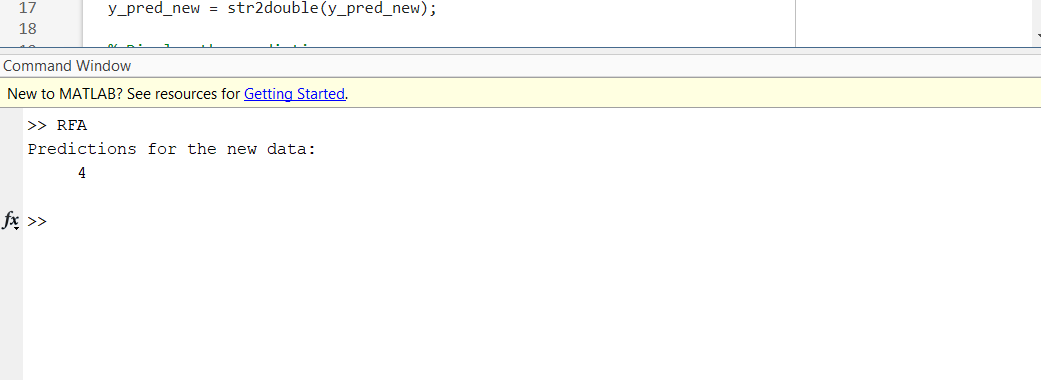 17 y_pred_new = str2double(y_pred_new);
18
Command Window
New to MATLAB? See resources for Getting Started.
>> RFA
Predictions for the new data:
4
fx >>